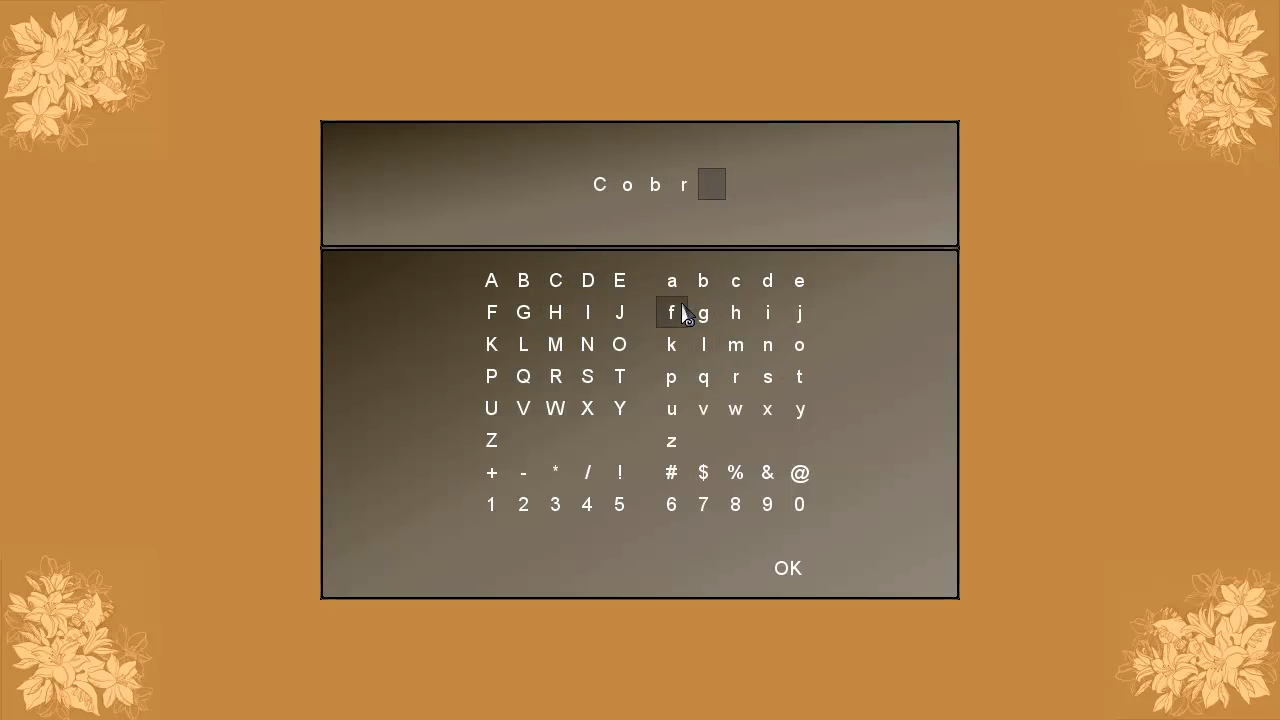 C o b r
A B C D E a b c d e
F G H I J f g h i j
K L M N O k l m n o
P Q R S T p q r s t
U V W X Y u v w x y
Z z
+ - * / ! # $ % & @
1 2 3 4 5 6 7 8 9 0
OK